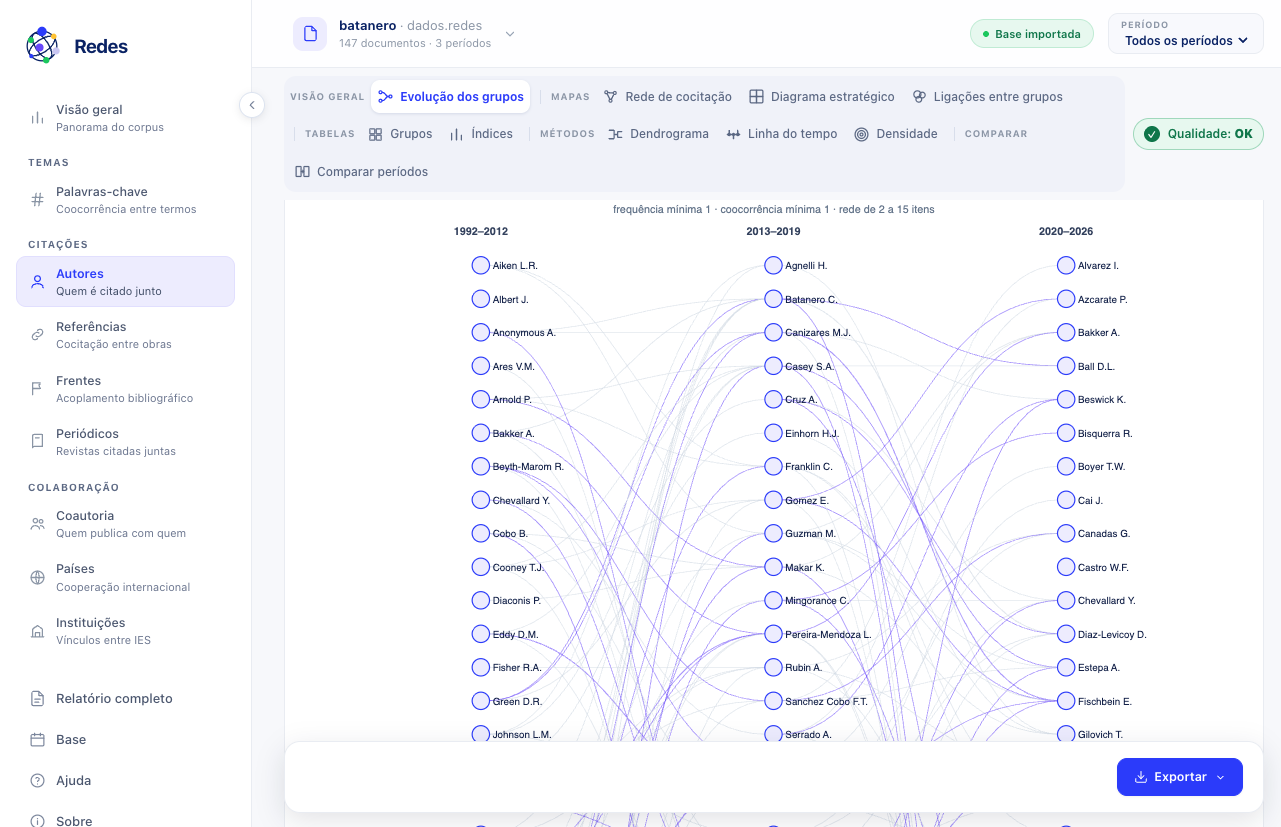 Redes
Visão geral
Panorama do corpus
TEMAS
Palavras-chave
Coocorrência entre termos
CITAÇÕES
Autores
Quem é citado junto
Referências
Cocitação entre obras
Frentes
Acoplamento bibliográfico
Periódicos
Revistas citadas juntas
COLABORAÇÃO
Coautoria
Quem publica com quem
Países
Cooperação internacional
Instituições
Vínculos entre IES
Relatório completo
Base
Ajuda
Sobre
batanero · dados.redes
147 documentos · 3 períodos
Base importada
PERÍODO
Todos os períodos
VISÃO GERAL Evolução dos grupos MAPAS Rede de cocitação Diagrama estratégico Ligações entre grupos
TABELAS Grupos Índices MÉTODOS Dendrograma Linha do tempo Densidade COMPARAR
Comparar períodos
Qualidade: OK
frequência mínima 1 · coocorrência mínima 1 · rede de 2 a 15 itens
1992–2012 2013–2019 2020–2026
Aiken L.R. Agnelli H. Alvarez I.
Albert J. Batanero C. Azcarate P.
Anonymous A. Canizares M.J. Bakker A.
Ares V.M. Casey S.A. Ball D.L.
Arnold P. Cruz A. Beswick K.
Bakker A. Einhorn H.J. Bisquerra R.
Beyth-Marom R. Franklin C. Boyer T.W.
Chevallard Y. Gomez E. Cai J.
Cobo B. Guzman M. Canadas G.
Cooney T.J. Makar K. Castro W.F.
Diaconis P. Mingorance C. Chevallard Y.
Eddy D.M. Pereira-Mendoza L. Diaz-Levicoy D.
Fisher R.A. Rubin A. Estepa A.
Green D.R. Sanchez Cobo F.T. Fischbein E.
Johnson L.M. Serrado A. Gilovich T.
Exportar